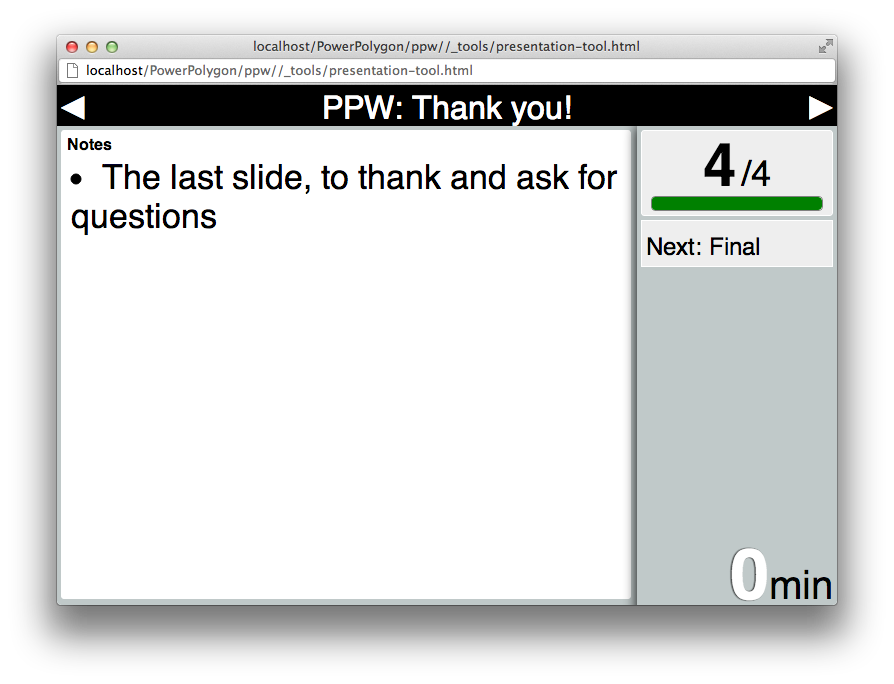 localhost/PowerPolygon/ppw//_tools/presentation-tool.html
localhost/PowerPolygon/ppw//_tools/presentation-tool.html
PPW: Thank you!
Notes
• The last slide, to thank and ask for
questions
4/4
Next: Final
0min